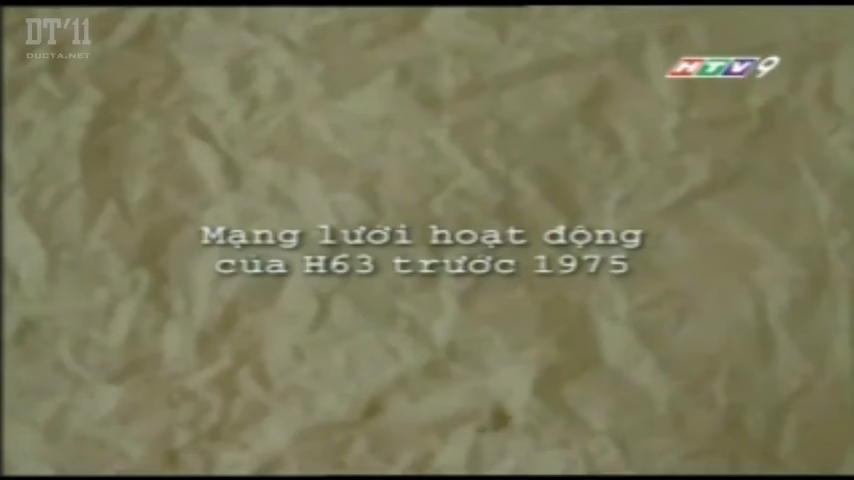 DT'11
DUCTA.NET
HTV9
Mạng lưới hoạt động
của H63 trước 1975